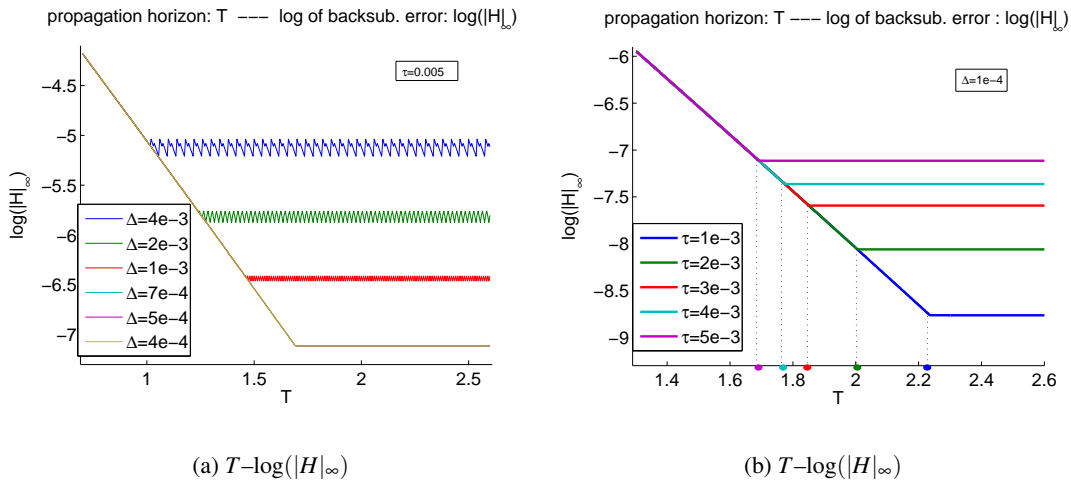 propagation horizon: T −−− log of backsub. error: log(|H|∞)
τ=0.005
−4.5
−5
−5.5
−6
−6.5
−7
log(|H|∞)
Δ=4e−3
Δ=2e−3
Δ=1e−3
Δ=7e−4
Δ=5e−4
Δ=4e−4
1
1.5
2
2.5
T
(a) T–log(|H|∞)
propagation horizon: T −−− log of backsub. error : log(|H|∞)
Δ=1e−4
−6
−6.5
−7
−7.5
−8
−8.5
−9
log(|H|∞)
τ=1e−3
τ=2e−3
τ=3e−3
τ=4e−3
τ=5e−3
1.4
1.6
1.8
2
2.2
2.4
2.6
T
(b) T–log(|H|∞)